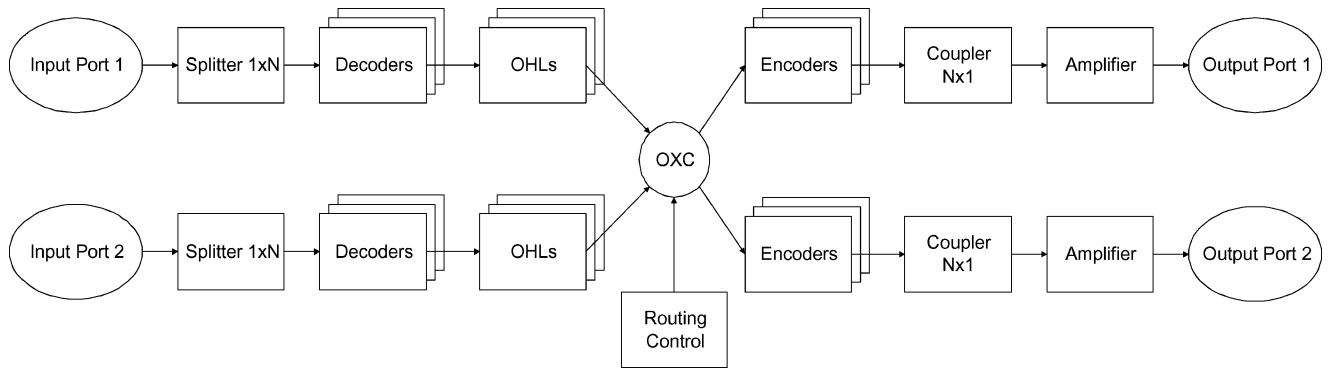 Input Port 1
Splitter 1xN
Decoders
OHLs
Encoders
Coupler
Nx1
Amplifier
Output Port 1
OXC
Input Port 2
Splitter 1xN
Decoders
OHLs
Encoders
Coupler
Nx1
Amplifier
Output Port 2
Routing
Control